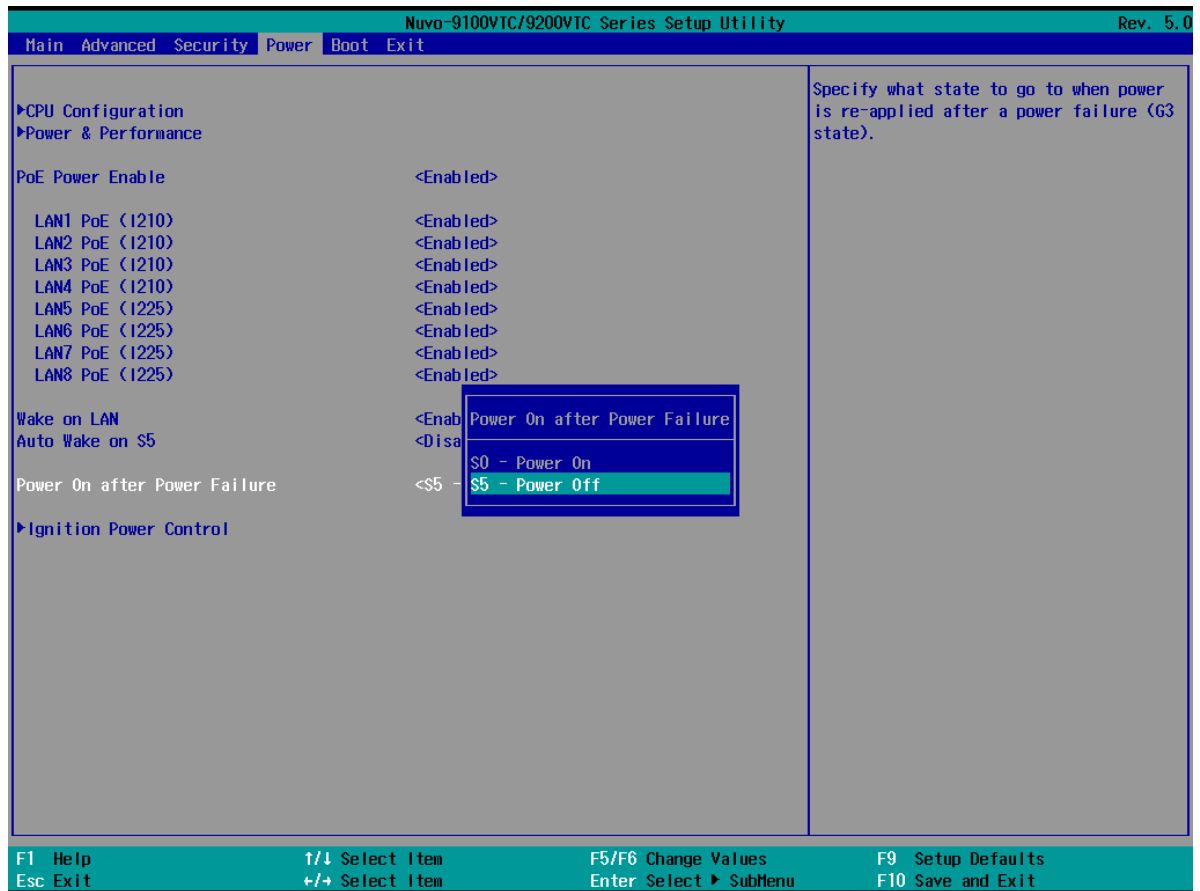 Nuvo-9100VTC/9200VTC Series Setup Utility Rev. 5.0
Main Advanced Security Power Boot Exit
▶CPU Configuration
▶Power & Performance
PoE Power Enable <Enabled>
LAN1 PoE (I210) <Enabled>
LAN2 PoE (I210) <Enabled>
LAN3 PoE (I210) <Enabled>
LAN4 PoE (I210) <Enabled>
LAN5 PoE (I225) <Enabled>
LAN6 PoE (I225) <Enabled>
LAN7 PoE (I225) <Enabled>
LAN8 PoE (I225) <Enabled>
Wake on LAN <Enab
Auto Wake on S5 <Disa
Power On after Power Failure <S5 -
▶Ignition Power Control
Power On after Power Failure
S0 - Power On
S5 - Power Off
Specify what state to go to when power
is re-applied after a power failure (G3
state).
F1 Help ↑/↓ Select Item F5/F6 Change Values F9 Setup Defaults
Esc Exit ←/→ Select Item Enter Select ▶ SubMenu F10 Save and Exit